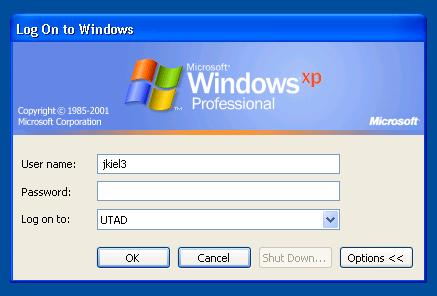 Log On to Windows
Microsoft®
Windows xp
Professional
Copyright © 1985-2001
Microsoft Corporation
Microsoft
User name: jkiel3
Password:
Log on to: UTAD
OK Cancel Shut Down... Options <<